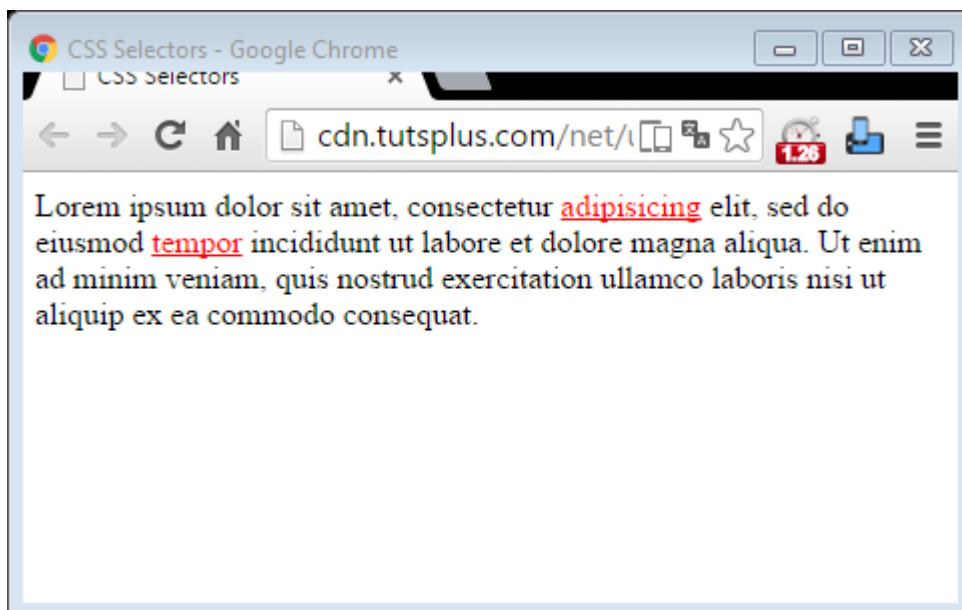 CSS Selectors - Google Chrome
CSS Selectors
cdn.tutsplus.com/net/
1.26
Lorem ipsum dolor sit amet, consectetur adipisicing elit, sed do
eiusmod tempor incididunt ut labore et dolore magna aliqua. Ut enim
ad minim veniam, quis nostrud exercitation ullamco laboris nisi ut
aliquip ex ea commodo consequat.